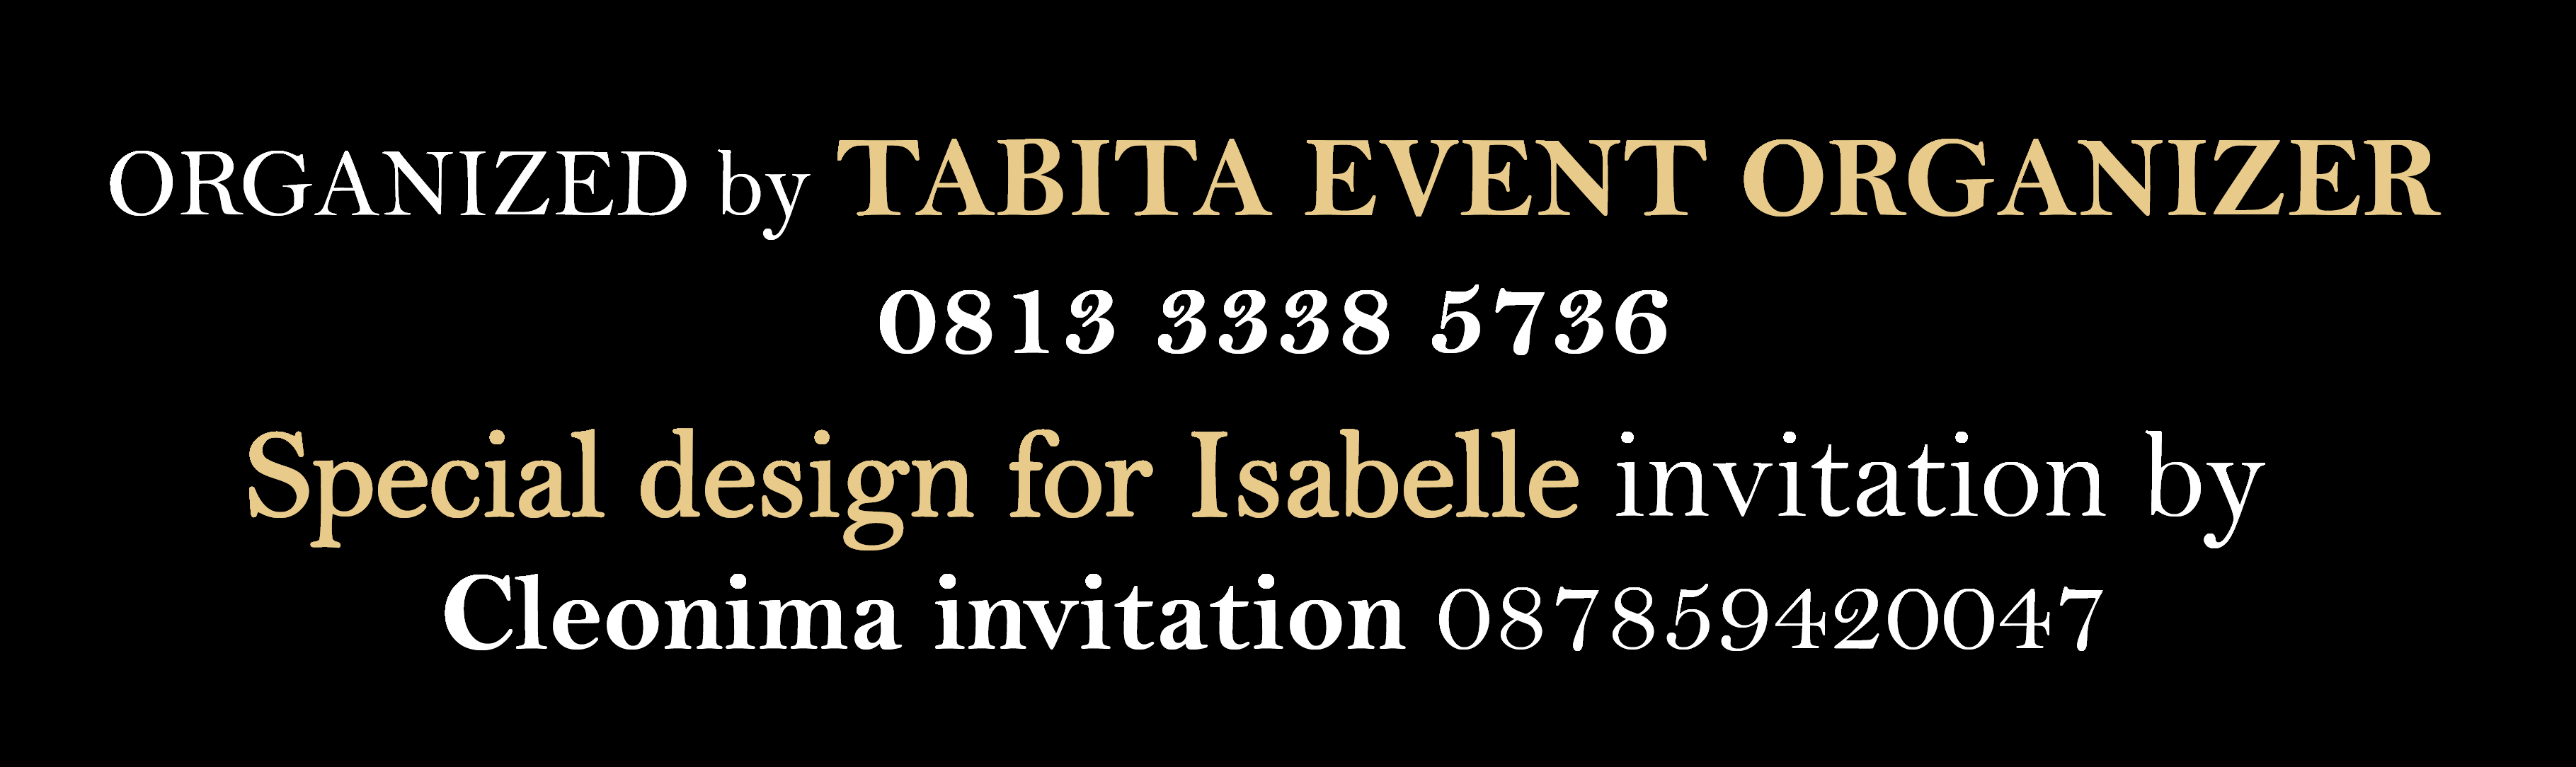 ORGANIZED by TABITA EVENT ORGANIZER
0813 3338 5736
Special design for Isabelle invitation by
Cleonima invitation 087859420047